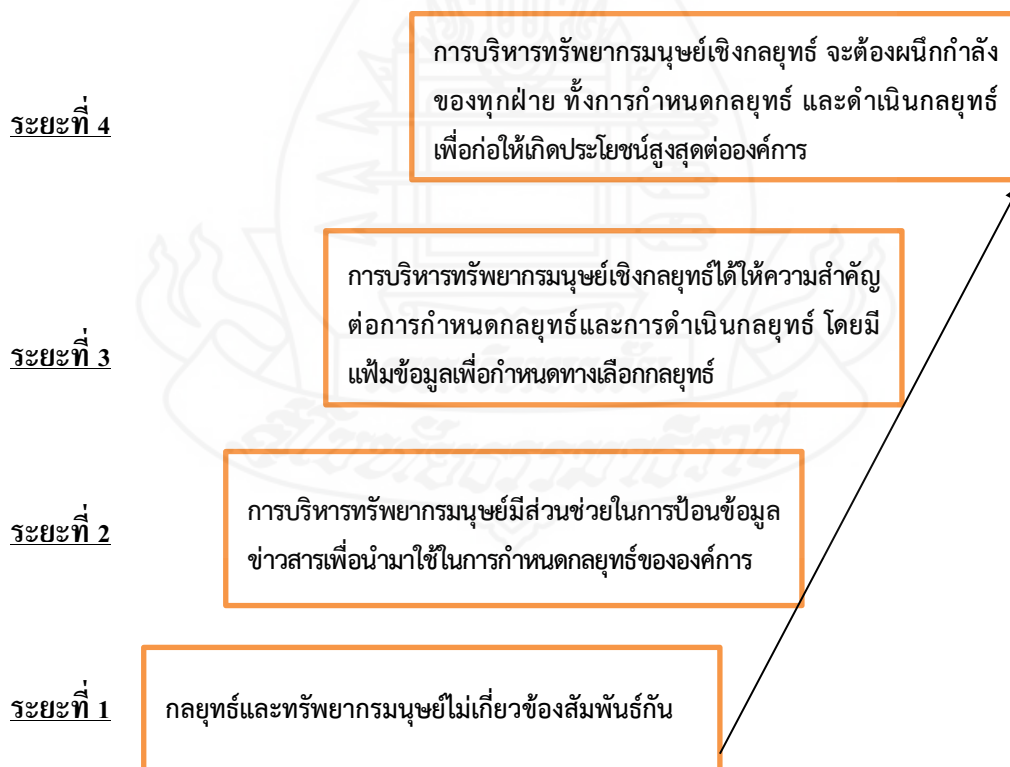 การบริหารทรัพยากรมนุษย์เชิงกลยุทธ์ จะต้องผนึกกำลัง
ของทุกฝ่าย ทั้งการกำหนดกลยุทธ์ และดำเนินกลยุทธ์
เพื่อก่อให้เกิดประโยชน์สูงสุดต่อองค์การ
ระยะที่ 4
การบริหารทรัพยากรมนุษย์เชิงกลยุทธ์ได้ให้ความสำคัญ
ต่อการกำหนดกลยุทธ์และการดำเนินกลยุทธ์ โดยมี
แฟ้มข้อมูลเพื่อกำหนดทางเลือกกลยุทธ์
ระยะที่ 3
การบริหารทรัพยากรมนุษย์มีส่วนช่วยในการป้อนข้อมูล
ข่าวสารเพื่อนำมาใช้ในการกำหนดกลยุทธ์ขององค์การ
ระยะที่ 2
ระยะที่ 1
กลยุทธ์และทรัพยากรมนุษย์ไม่เกี่ยวข้องสัมพันธ์กัน